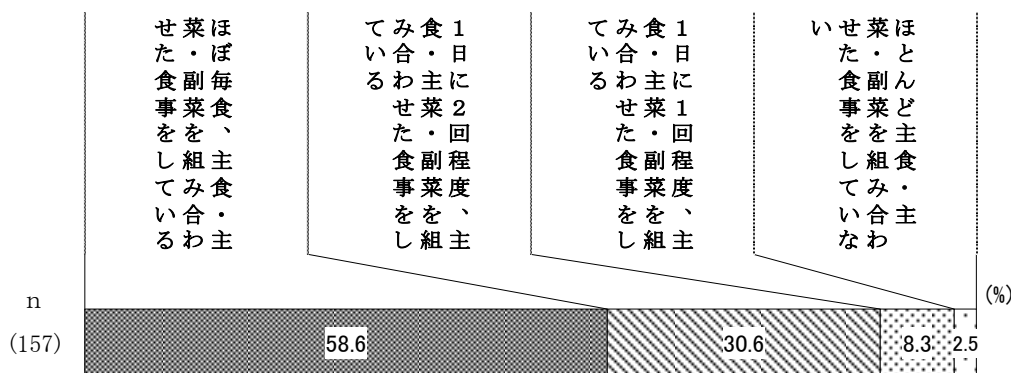 ほぼ毎食、主食・主
菜・副菜を組み合わ
せた食事をしている
1日に2回程度、主
食・主菜・副菜を組
み合わせた食事をし
ている
1日に1回程度、主
食・主菜・副菜を組
み合わせた食事をし
ている
ほとんど主食・主
菜・副菜を組み合わ
せた食事をしていな
い
(%)
n
(157)
58.6
30.6
8.3
2.5